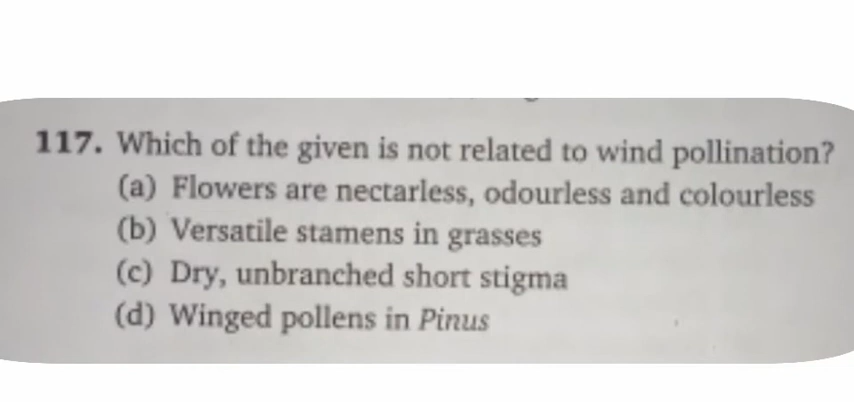 117. Which of the given is not related to wind pollination?
(a) Flowers are nectarless, odourless and colourless
(b) Versatile stamens in grasses
(c) Dry, unbranched short stigma
(d) Winged pollens in Pinus